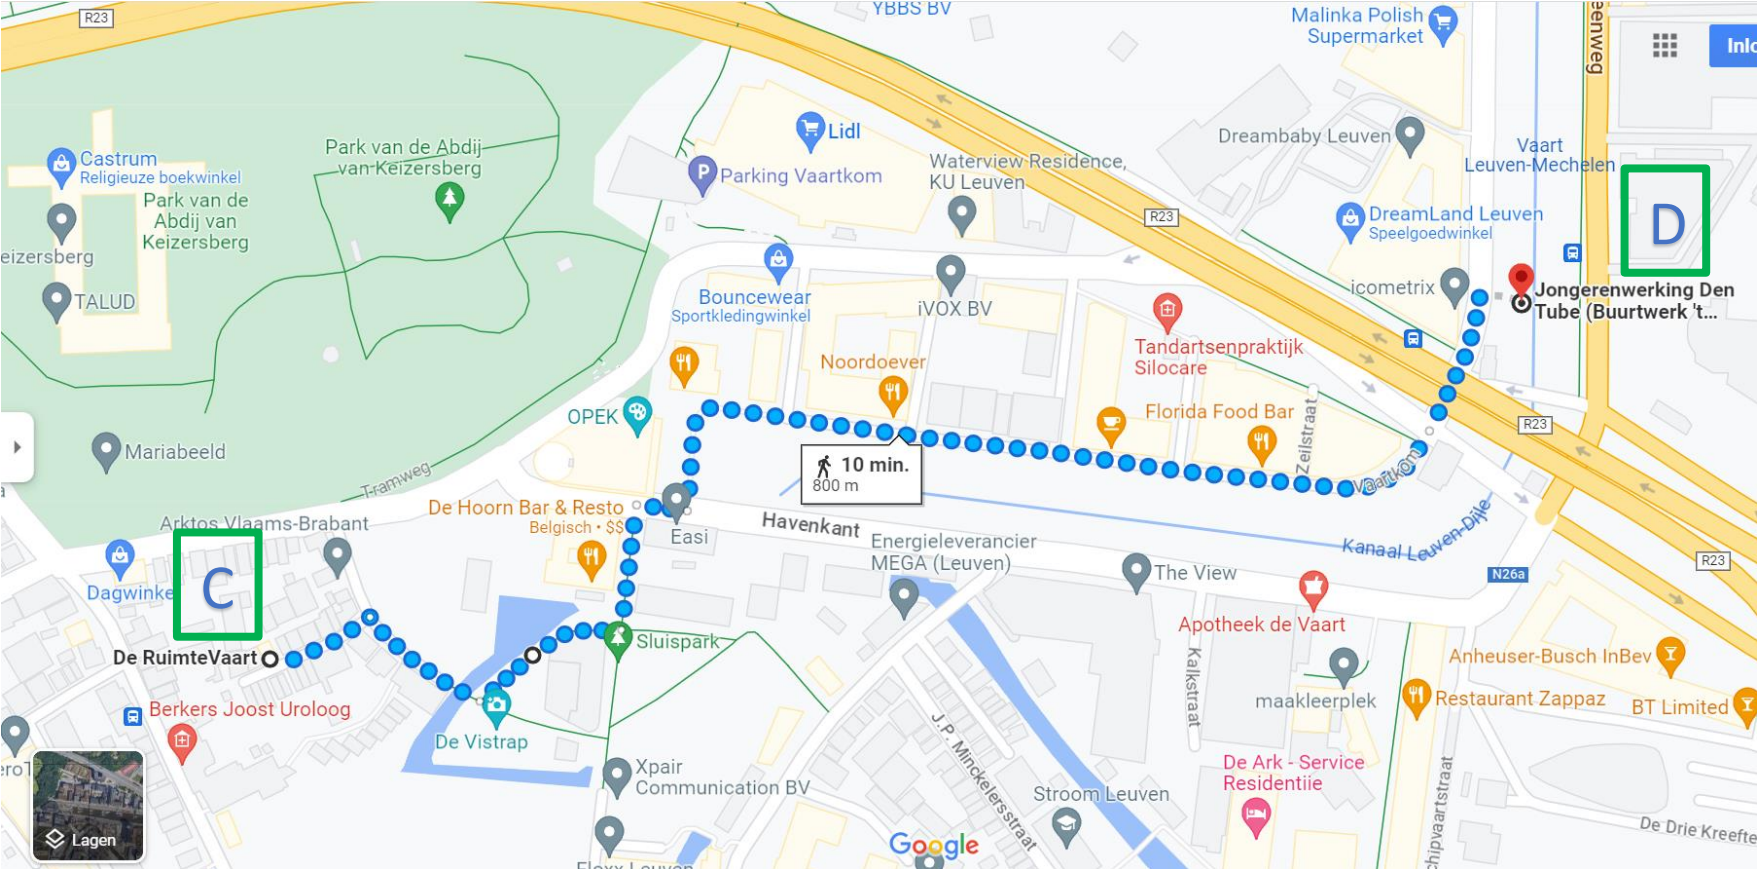 R23
YBBS BV
Malinka Polish
Supermarket
eenweg
Inlo
Castrum
Religieuze boekwinkel
Park van de Abdij
van Keizersberg
Lidl
Dreambaby Leuven
Vaart
Leuven-Mechelen
Park van de
Abdij van
Keizersberg
P
Parking Vaartkom
Waterview Residence,
KU Leuven
R23
DreamLand Leuven
Speelgoedwinkel
D
eizersberg
TALUD
Bouncewear
Sportkledingwinkel
iVOX BV
icometrix
Jongerenwerking Den
Tube (Buurtwerk 't...
Tandartsenpraktijk
Silocare
Noordoever
OPEK
Florida Food Bar
R23
Mariabeeld
Tramweg
10 min.
800 m
Zeilstraat
Vaartkom
De Hoorn Bar & Resto
Belgisch • $$
Arktos Vlaams-Brabant
Easi
Havenkant
Energieleverancier
MEGA (Leuven)
Kanaal Leuven-Dijle
R23
Dagwinke
C
The View
N26a
Apotheek de Vaart
Sluispark
De RuimteVaart
Anheuser-Busch InBev
Kalkstraat
maakleerplek
Restaurant Zappaz
BT Limited
Berkers Joost Uroloog
De Vistrap
J.P. Minckelersstraat
Xpair
Communication BV
De Ark - Service
Residentiie
Stroom Leuven
chipvaartstraat
De Drie Kreefte
Lagen
Google
Floxx Leuven